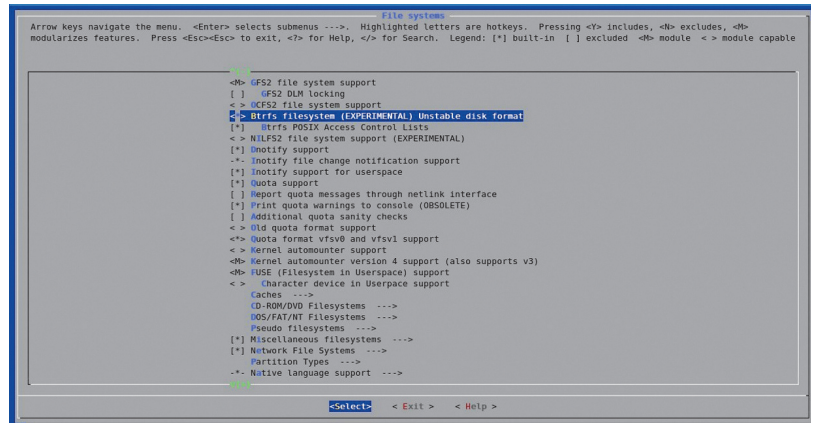 File systems
Arrow keys navigate the menu. <Enter> selects submenus --->. Highlighted letters are hotkeys. Pressing <Y> includes, <N> excludes, <M>
modularizes features. Press <Esc><Esc> to exit, <?> for Help, </> for Search. Legend: [*] built-in [ ] excluded <M> module < > module capable
<M> GFS2 file system support
[ ] GFS2 DLM locking
< > OCFS2 file system support
Btrfs filesystem (EXPERIMENTAL) Unstable disk format
[*] Btrfs POSIX Access Control Lists
< > NILFS2 file system support (EXPERIMENTAL)
[*] Dnotify support
-*- Inotify file change notification support
[*] Inotify support for userspace
[*] Quota support
[ ] Report quota messages through netlink interface
[*] Print quota warnings to console (OBSOLETE)
[ ] Additional quota sanity checks
< > Old quota format support
<*> Quota format vfsv0 and vfsv1 support
< > Kernel automounter support
<M> Kernel automounter version 4 support (also supports v3)
<M> FUSE (Filesystem in Userspace) support
< > Character device in Userpace support
Caches --->
CD-ROM/DVD Filesystems --->
DOS/FAT/NT Filesystems --->
Pseudo filesystems --->
[*] Miscellaneous filesystems --->
[*] Network File Systems --->
Partition Types --->
-*- Native language support --->
<Select> < Exit > < Help >